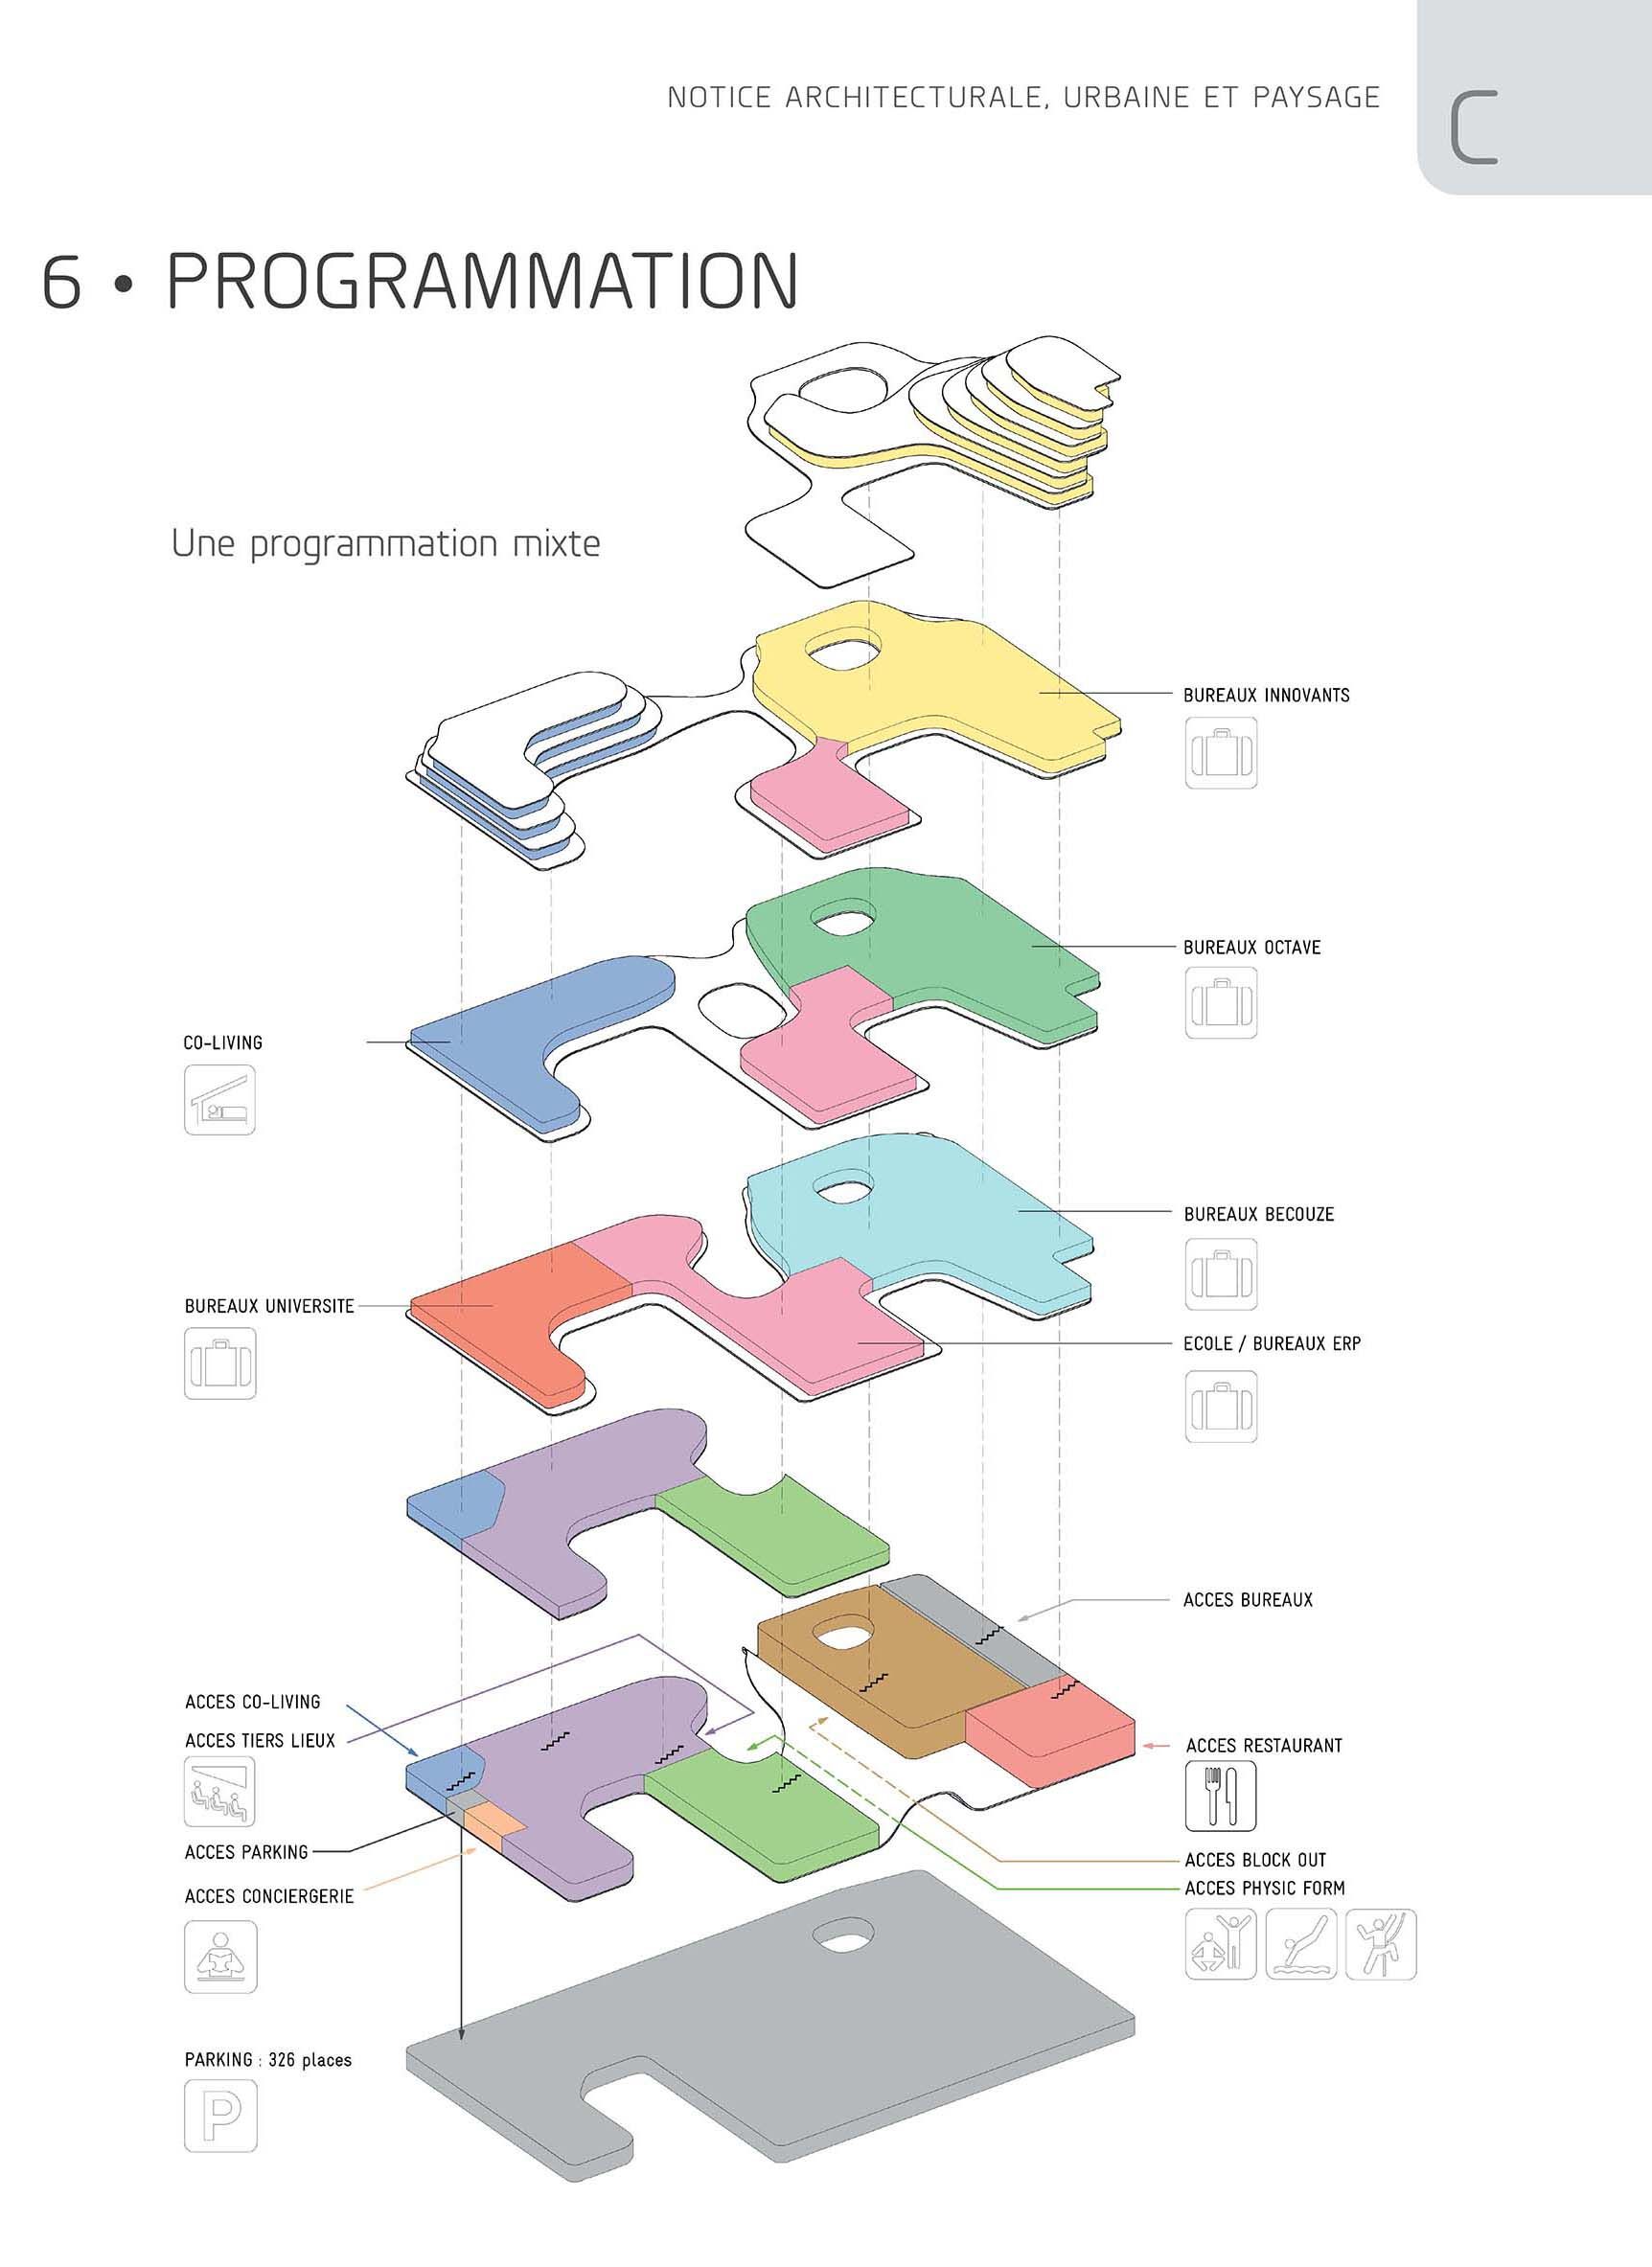 NOTICE ARCHITECTURALE, URBAINE ET PAYSAGE
C
6 • PROGRAMMATION
Une programmation mixte
BUREAUX INNOVANTS
BUREAUX OCTAVE
CO-LIVING
BUREAUX BECOUZE
BUREAUX UNIVERSITE
ECOLE / BUREAUX ERP
ACCES BUREAUX
ACCES CO-LIVING
ACCES TIERS LIEUX
ACCES RESTAURANT
ACCES PARKING
ACCES BLOCK OUT
ACCES PHYSIC FORM
ACCES CONCIERGERIE
PARKING : 326 places
P